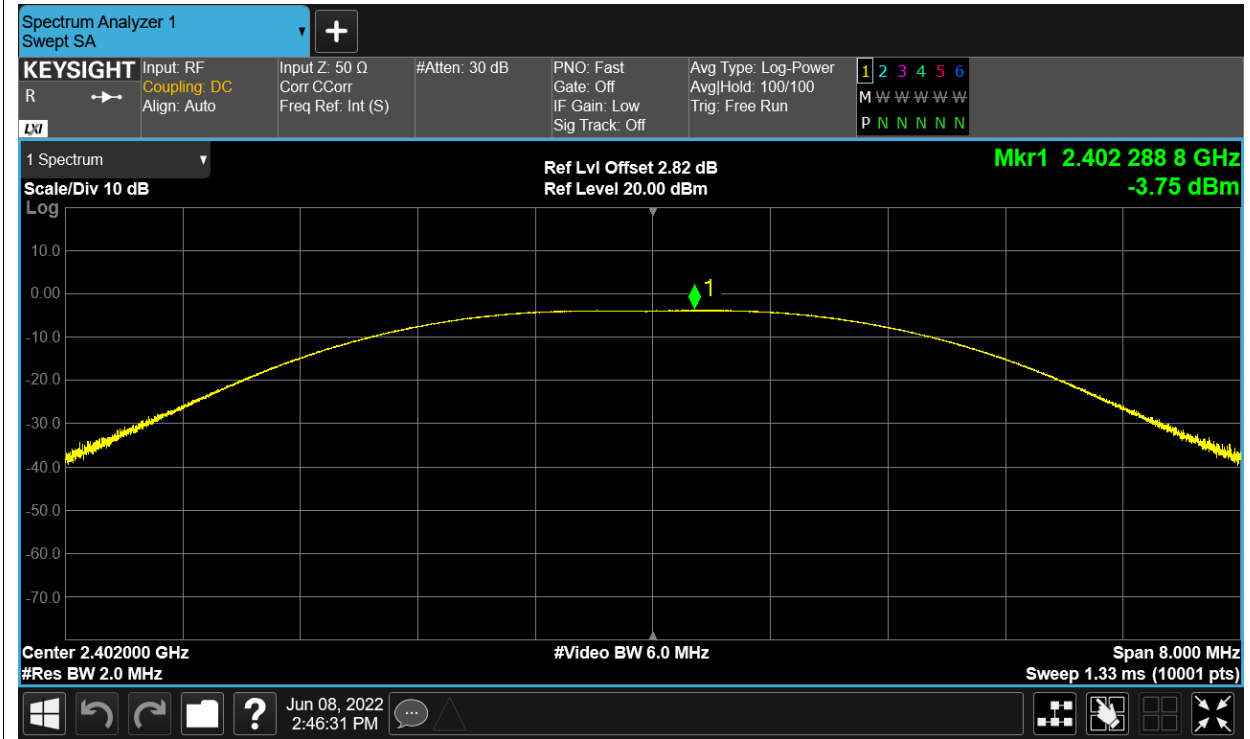 Spectrum Analyzer 1
Swept SA
+
KEYSIGHT
R
LXI
Input: RF
Coupling: DC
Align: Auto
Input Z: 50 Ω
Corr CCorr
Freq Ref: Int (S)
#Atten: 30 dB
PNO: Fast
Gate: Off
IF Gain: Low
Sig Track: Off
Avg Type: Log-Power
Avg|Hold: 100/100
Trig: Free Run
1 2 3 4 5 6
M W W W W W
P N N N N N
1 Spectrum
Scale/Div 10 dB
Log
Ref Lvl Offset 2.82 dB
Ref Level 20.00 dBm
Mkr1 2.402 288 8 GHz
-3.75 dBm
10.0
0.00
1
-10.0
-20.0
-30.0
-40.0
-50.0
-60.0
-70.0
Center 2.402000 GHz
#Video BW 6.0 MHz
Span 8.000 MHz
#Res BW 2.0 MHz
Sweep 1.33 ms (10001 pts)
?
Jun 08, 2022
2:46:31 PM